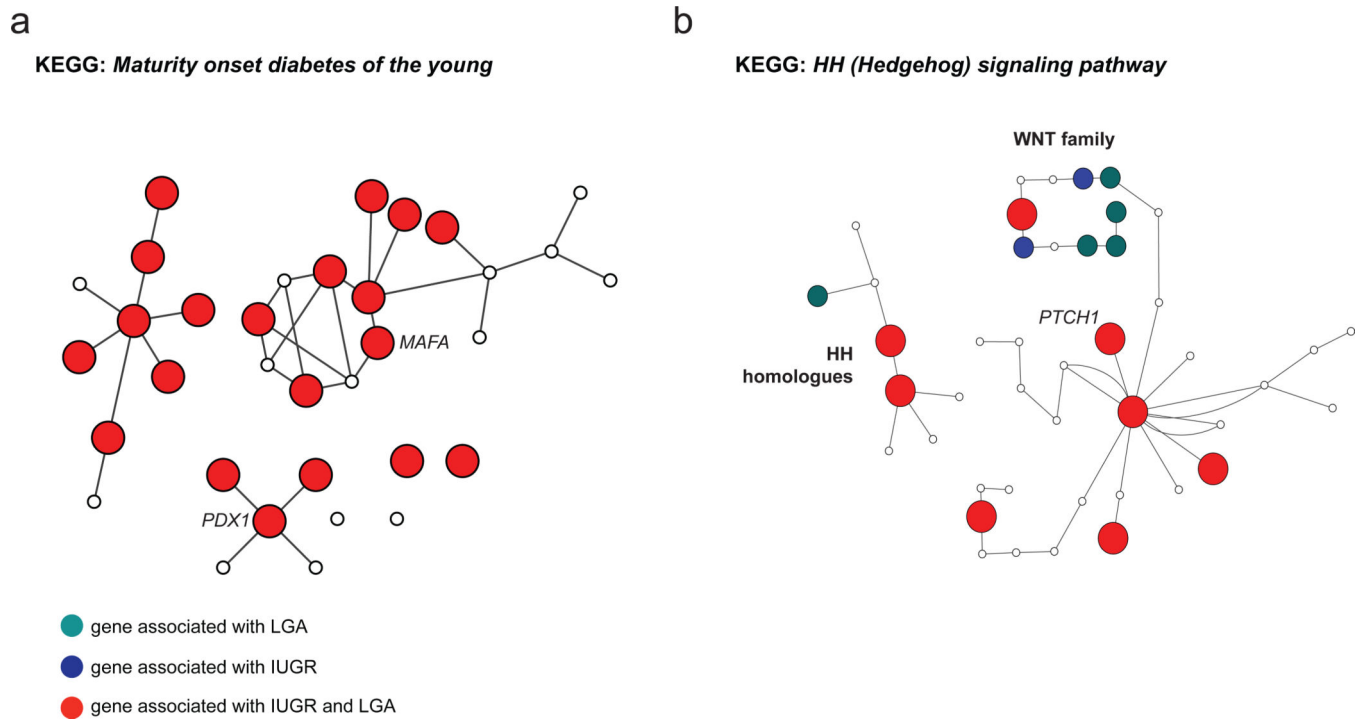 a
KEGG: Maturity onset diabetes of the young
MAFA
PDX1
gene associated with LGA
gene associated with IUGR
gene associated with IUGR and LGA
b
KEGG: HH (Hedgehog) signaling pathway
WNT family
PTCH1
HH
homologues